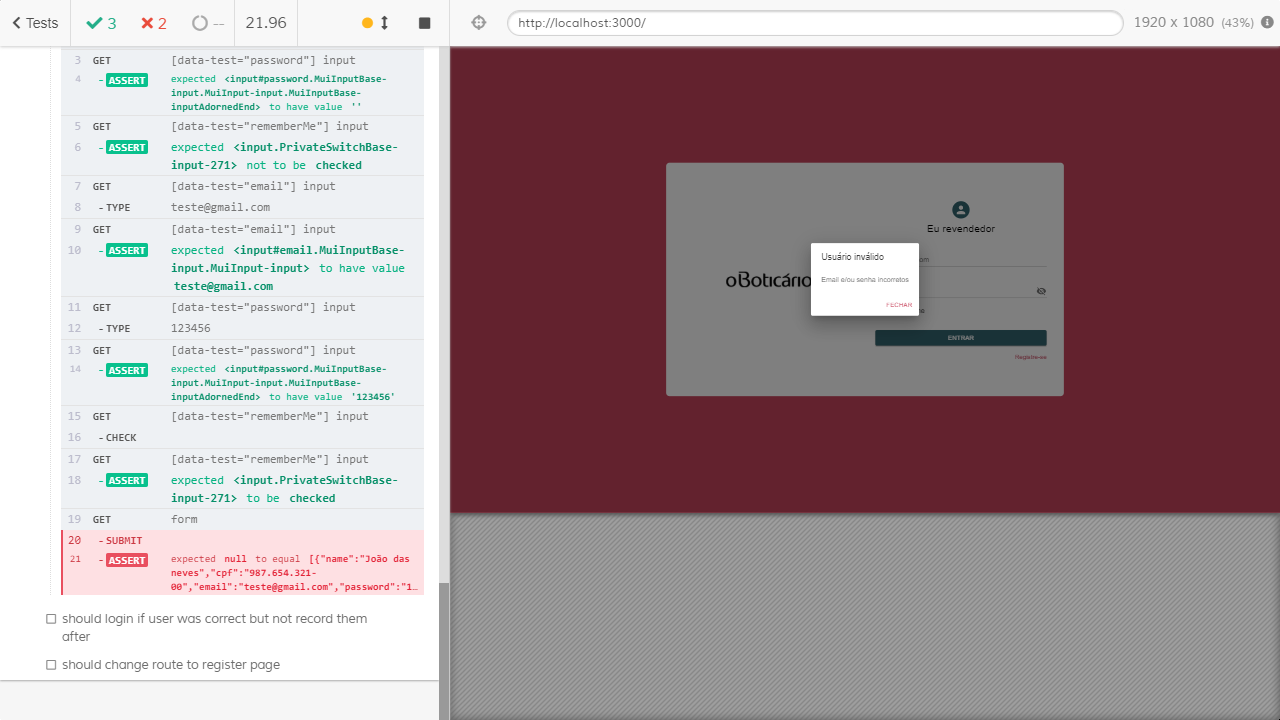 Tests
3
2
--
21.96
http://localhost:3000/
1920 x 1080 (43%)
3 GET [data-test="password"] input
4 -ASSERT expected <input#password.MuiInputBase-
input.MuiInput-input.MuiInputBase-
inputAdornedEnd> to have value ''
5 GET [data-test="rememberMe"] input
6 -ASSERT expected <input.PrivateSwitchBase-
input-271> not to be checked
7 GET [data-test="email"] input
8 -TYPE teste@gmail.com
9 GET [data-test="email"] input
10 -ASSERT expected <input#email.MuiInputBase-
input.MuiInput-input> to have value
teste@gmail.com
11 GET [data-test="password"] input
12 -TYPE 123456
13 GET [data-test="password"] input
14 -ASSERT expected <input#password.MuiInputBase-
input.MuiInput-input.MuiInputBase-
inputAdornedEnd> to have value '123456'
15 GET [data-test="rememberMe"] input
16 -CHECK
17 GET [data-test="rememberMe"] input
18 -ASSERT expected <input.PrivateSwitchBase-
input-271> to be checked
19 GET form
20 -SUBMIT
21 -ASSERT expected null to equal [{"name":"João das
neves","cpf":"987.654.321-
00","email":"teste@gmail.com","password":"1…
should login if user was correct but not record them
after
should change route to register page
Eu revendedor
oBoticário
Usuário inválido
Email e/ou senha incorretos
FECHAR
ENTRAR
Registre-se